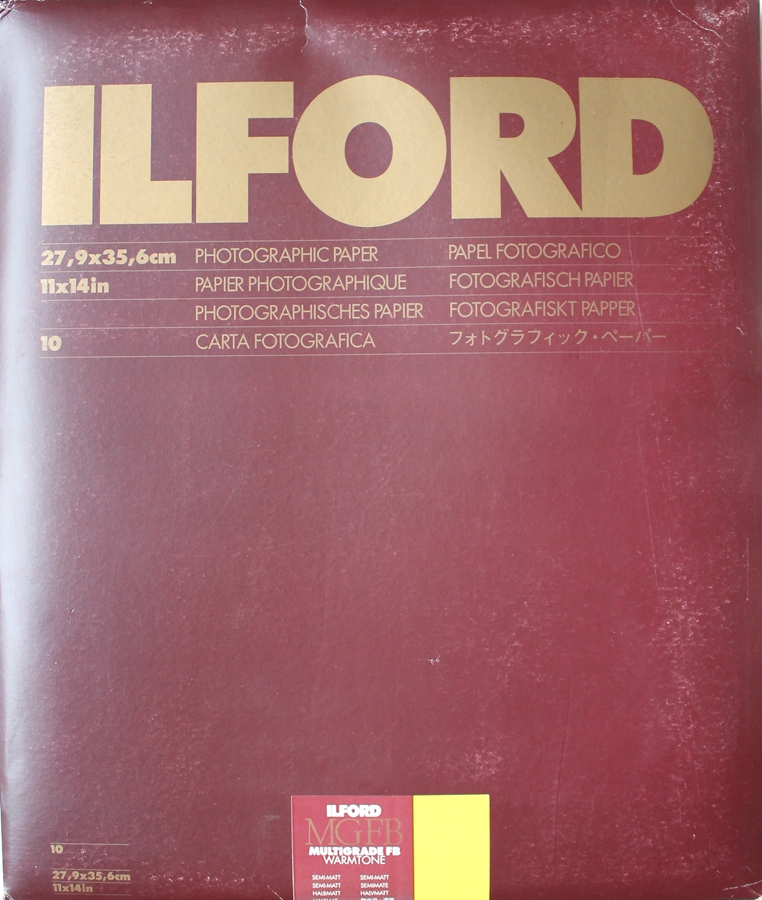 ILFORD
27,9x35,6cm PHOTOGRAPHIC PAPER PAPEL FOTOGRAFICO
11x14in PAPIER PHOTOGRAPHIQUE FOTOGRAFISCH PAPIER
PHOTOGRAPHISCHES PAPIER FOTOGRAFISKT PAPPER
10 CARTA FOTOGRAFICA フォトグラフィック・ペーパー
ILFORD
MGFB
MULTIGRADE FB
WARMTONE
SEMI-MATT SEMI-MATT
SEMI-MATT SEMIMATE
HALBMATT HALVMATT
10
27,9x35,6cm
11x14in